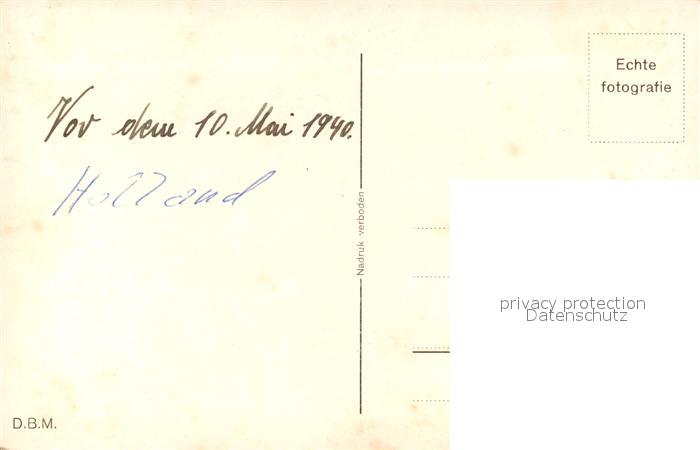 Echte
fotografie
Vor dem 10. Mai 1940.
Holland
Nadruk verboden
privacy protection
Datenschutz
D.B.M.